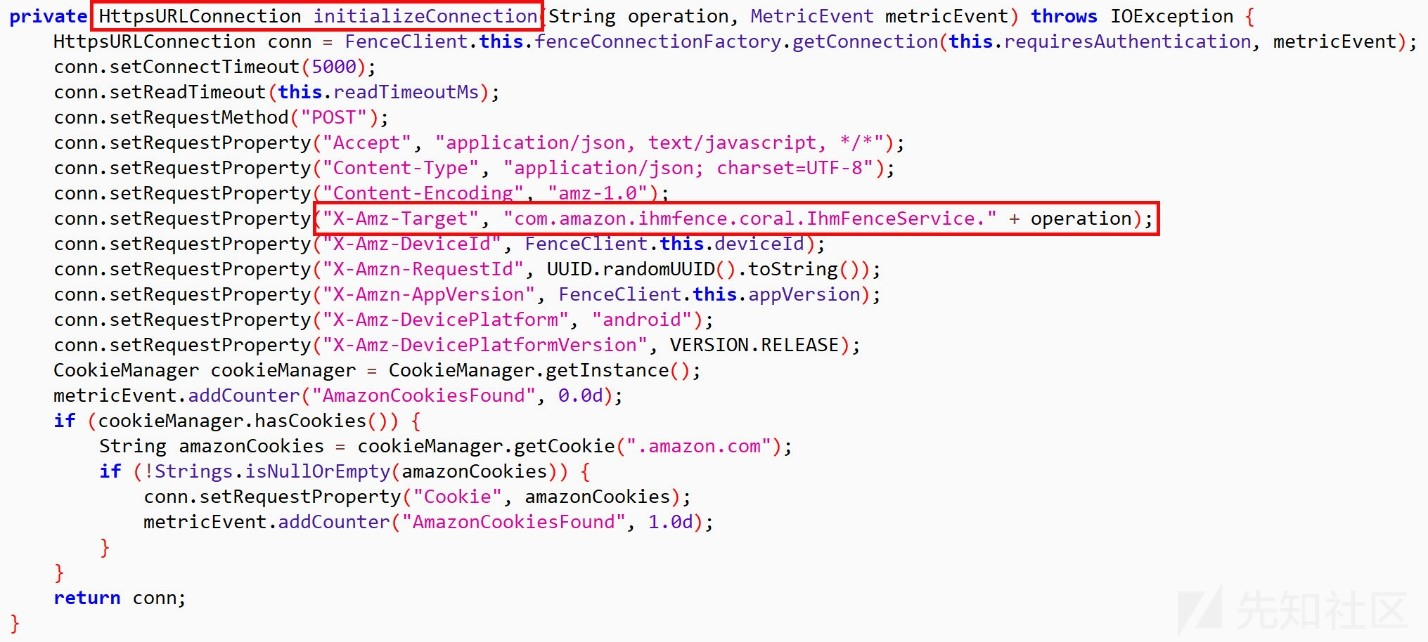 private HttpsURLConnection initializeConnection(String operation, MetricEvent metricEvent) throws IOException {
    HttpsURLConnection conn = FenceClient.this.fenceConnectionFactory.getConnection(this.requiresAuthentication, metricEvent);
    conn.setConnectTimeout(5000);
    conn.setReadTimeout(this.readTimeoutMs);
    conn.setRequestMethod("POST");
    conn.setRequestProperty("Accept", "application/json, text/javascript, */*");
    conn.setRequestProperty("Content-Type", "application/json; charset=UTF-8");
    conn.setRequestProperty("Content-Encoding", "amz-1.0");
    conn.setRequestProperty("X-Amz-Target", "com.amazon.ihmfence.coral.IhmFenceService." + operation);
    conn.setRequestProperty("X-Amz-DeviceId", FenceClient.this.deviceId);
    conn.setRequestProperty("X-Amzn-RequestId", UUID.randomUUID().toString());
    conn.setRequestProperty("X-Amzn-AppVersion", FenceClient.this.appVersion);
    conn.setRequestProperty("X-Amz-DevicePlatform", "android");
    conn.setRequestProperty("X-Amz-DevicePlatformVersion", VERSION.RELEASE);
    CookieManager cookieManager = CookieManager.getInstance();
    metricEvent.addCounter("AmazonCookiesFound", 0.0d);
    if (cookieManager.hasCookies()) {
        String amazonCookies = cookieManager.getCookie(".amazon.com");
        if (!Strings.isNullOrEmpty(amazonCookies)) {
            conn.setRequestProperty("Cookie", amazonCookies);
            metricEvent.addCounter("AmazonCookiesFound", 1.0d);
        }
    }
    return conn;
}
先知社区